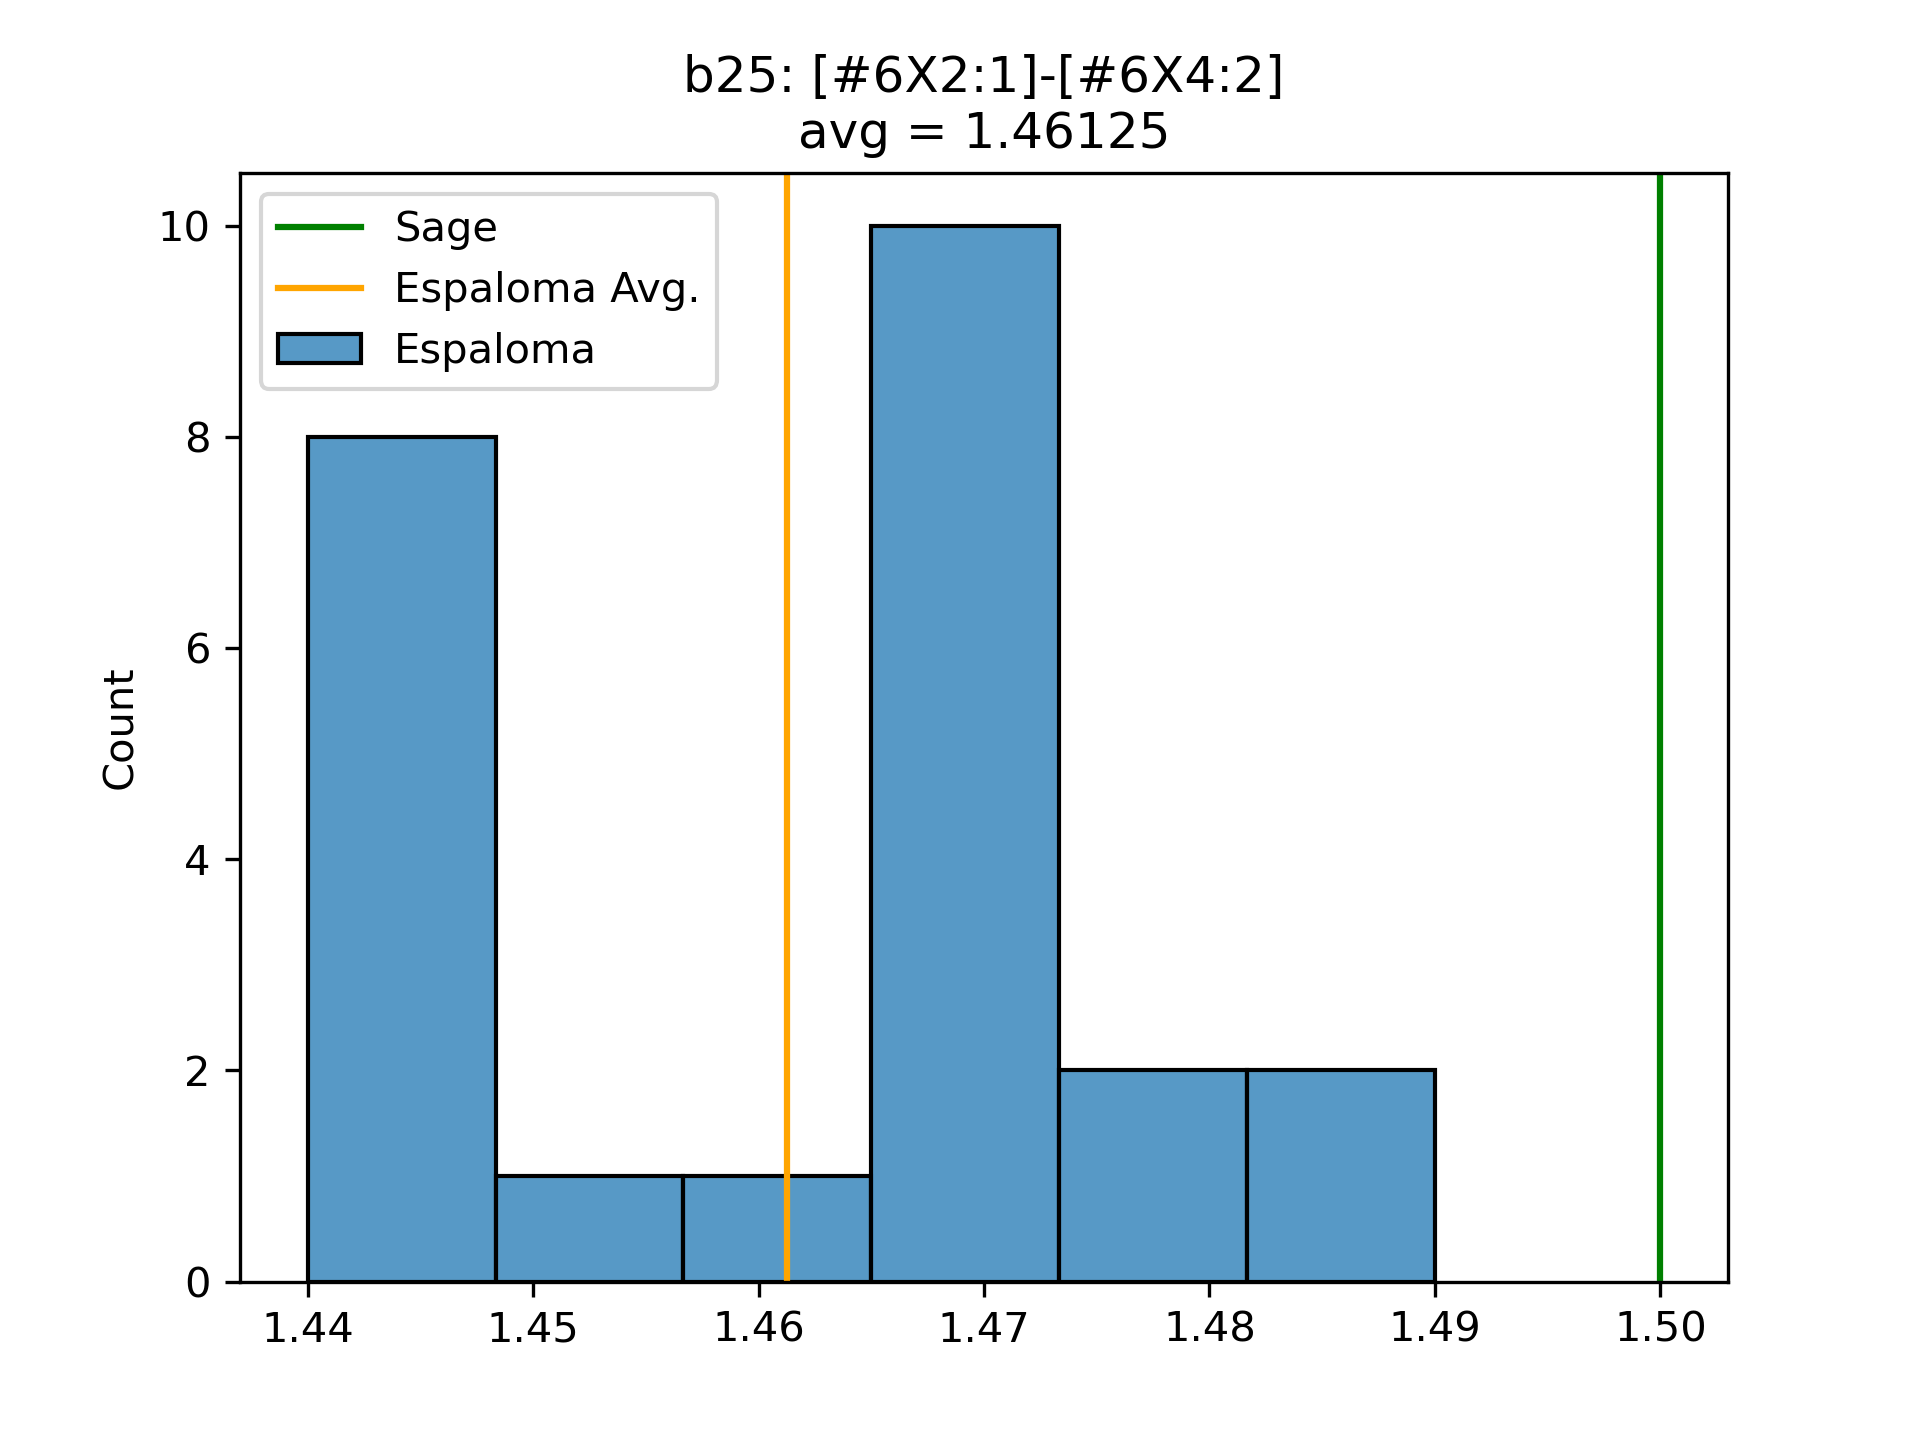 b25: [#6X2:1]-[#6X4:2]
avg = 1.46125
Sage
Espaloma Avg.
Espaloma
10
8
6
4
2
0
Count
1.44 1.45 1.46 1.47 1.48 1.49 1.50